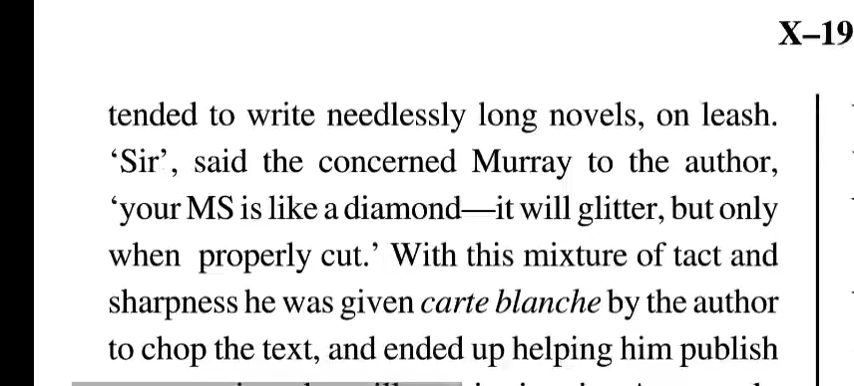 X–19
tended to write needlessly long novels, on leash.
‘Sir’, said the concerned Murray to the author,
‘your MS is like a diamond—it will glitter, but only
when properly cut.’ With this mixture of tact and
sharpness he was given carte blanche by the author
to chop the text, and ended up helping him publish